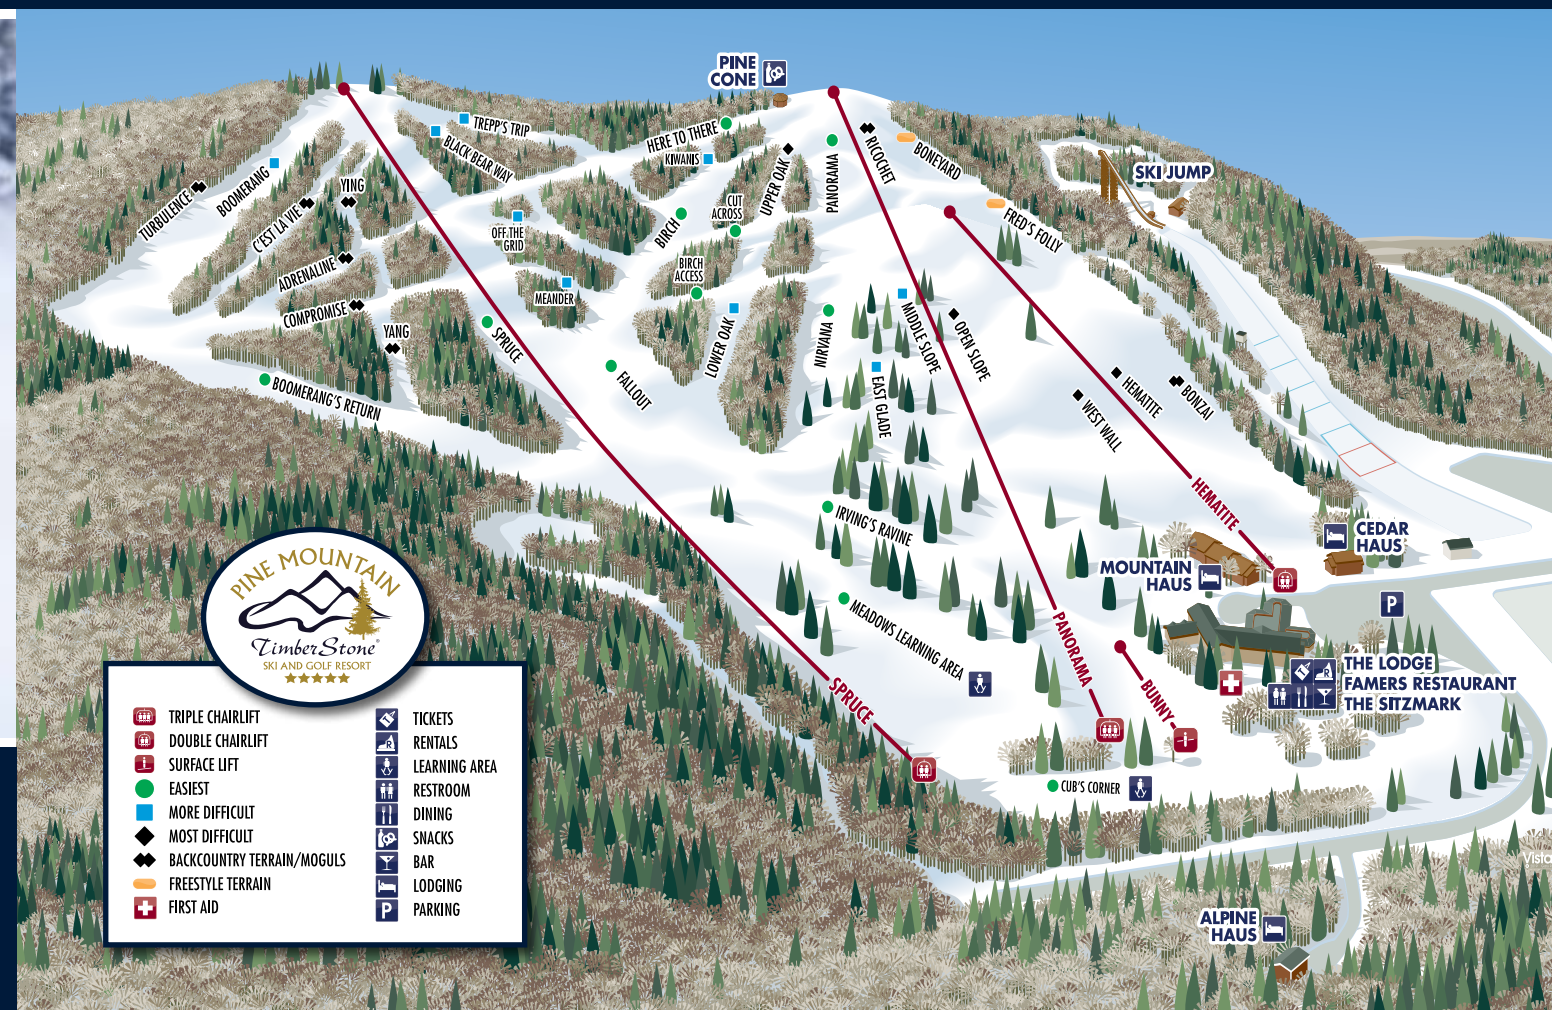 PINE
CONE
TREPP'S TRIP
BLACK BEAR WAY
HERE TO THERE
KIWANIS
UPPER OAK
PANORAMA
RICOCHET
BONEYARD
SKI JUMP
FRED'S FOLLY
TURBULENCE
BOOMERANG
C'EST LA VIE
YING
ADRENALINE
COMPROMISE
YANG
OFF THE
GRID
BIRCH
CUT
ACROSS
BIRCH
ACCESS
MEANDER
SPRUCE
LOWER OAK
NIRVANA
MIDDLE SLOPE
OPEN SLOPE
EAST GLADE
HEMATITE
BONZAI
WEST WALL
BOOMERANG'S RETURN
FALLOUT
IRVING'S RAVINE
HEMATITE
CEDAR
HAUS
MOUNTAIN
HAUS
P
MEADOWS LEARNING AREA
PANORAMA
BUNNY
SPRUCE
THE LODGE
FAMERS RESTAURANT
THE SITZMARK
R
CUB'S CORNER
Vista
ALPINE
HAUS
PINE MOUNTAIN
TimberStone®
SKI AND GOLF RESORT
TRIPLE CHAIRLIFT
DOUBLE CHAIRLIFT
SURFACE LIFT
EASIEST
MORE DIFFICULT
MOST DIFFICULT
BACKCOUNTRY TERRAIN/MOGULS
FREESTYLE TERRAIN
FIRST AID
TICKETS
R RENTALS
LEARNING AREA
RESTROOM
DINING
SNACKS
BAR
LODGING
P PARKING